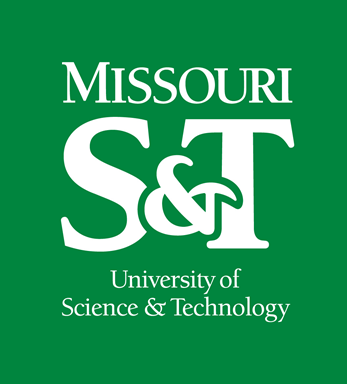 MISSOURI
S&T
University of
Science & Technology